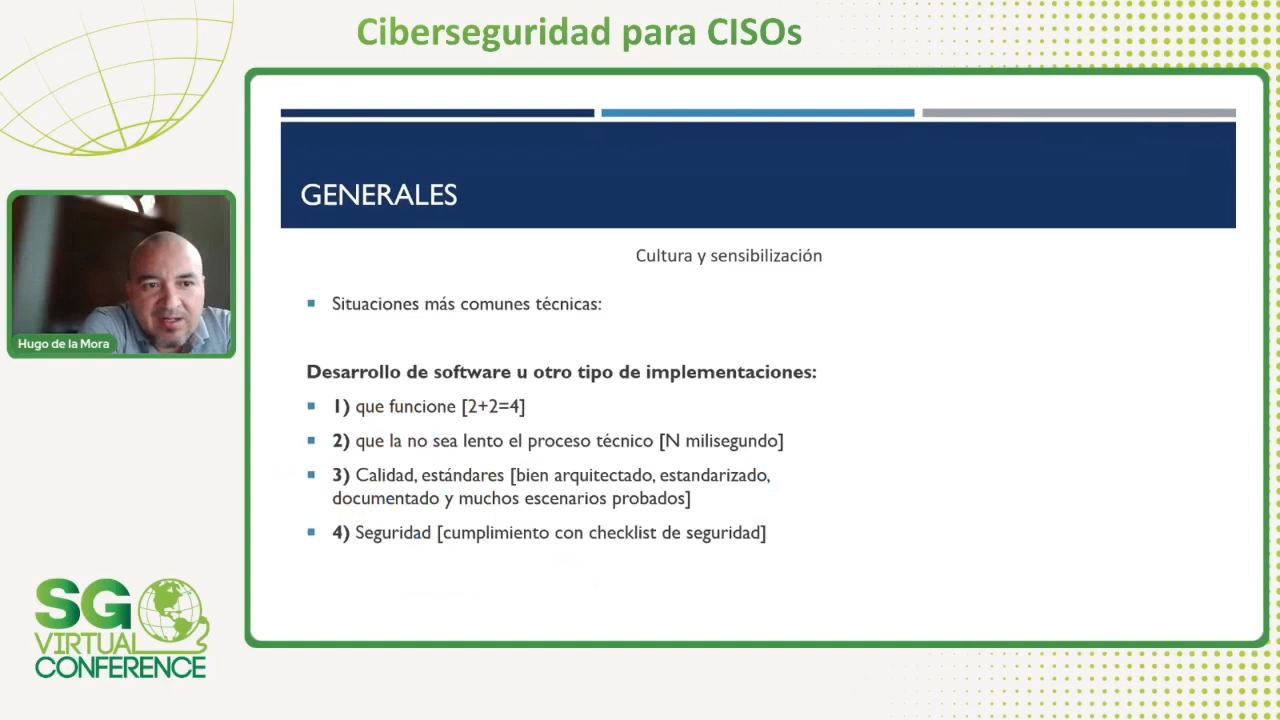 Ciberseguridad para CISOs
GENERALES
Cultura y sensibilización
Situaciones más comunes técnicas:
Desarrollo de software u otro tipo de implementaciones:
1) que funcione [2+2=4]
2) que la no sea lento el proceso técnico [N milisegundo]
3) Calidad, estándares [bien arquitectado, estandarizado,
documentado y muchos escenarios probados]
4) Seguridad [cumplimiento con checklist de seguridad]
Hugo de la Mora
SG
VIRTUAL
CONFERENCE